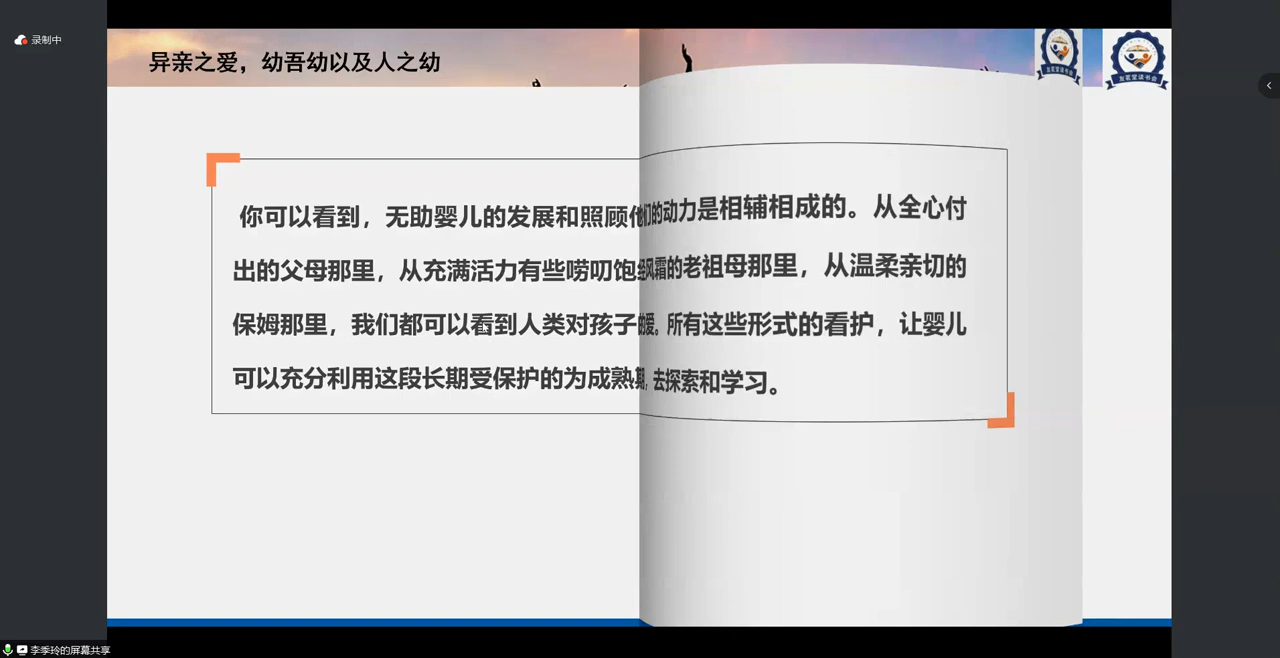 录制中
异亲之爱，幼吾幼以及人之幼
你可以看到，无助婴儿的发展和照顾他们的动力是相辅相成的。从全心付
出的父母那里，从充满活力有些唠叨饱经风霜的老祖母那里，从温柔亲切的
保姆那里，我们都可以看到人类对孩子的爱。所有这些形式的看护，让婴儿
可以充分利用这段长期受保护的为成熟期，去探索和学习。
李季玲的屏幕共享